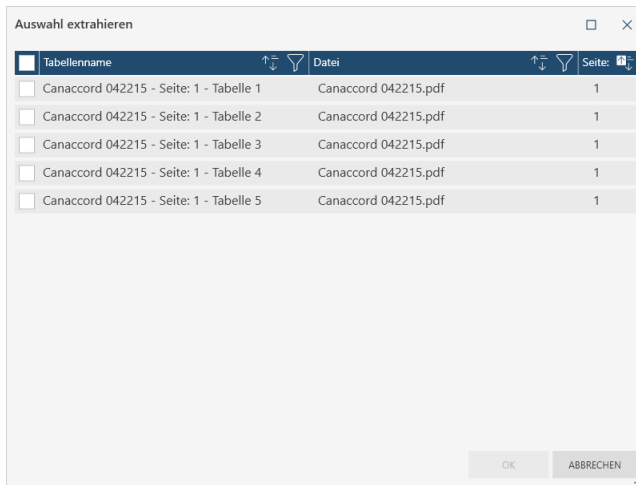 Auswahl extrahieren
Tabellenname Datei Seite:
Canaccord 042215 - Seite: 1 - Tabelle 1 Canaccord 042215.pdf 1
Canaccord 042215 - Seite: 1 - Tabelle 2 Canaccord 042215.pdf 1
Canaccord 042215 - Seite: 1 - Tabelle 3 Canaccord 042215.pdf 1
Canaccord 042215 - Seite: 1 - Tabelle 4 Canaccord 042215.pdf 1
Canaccord 042215 - Seite: 1 - Tabelle 5 Canaccord 042215.pdf 1
OK ABBRECHEN